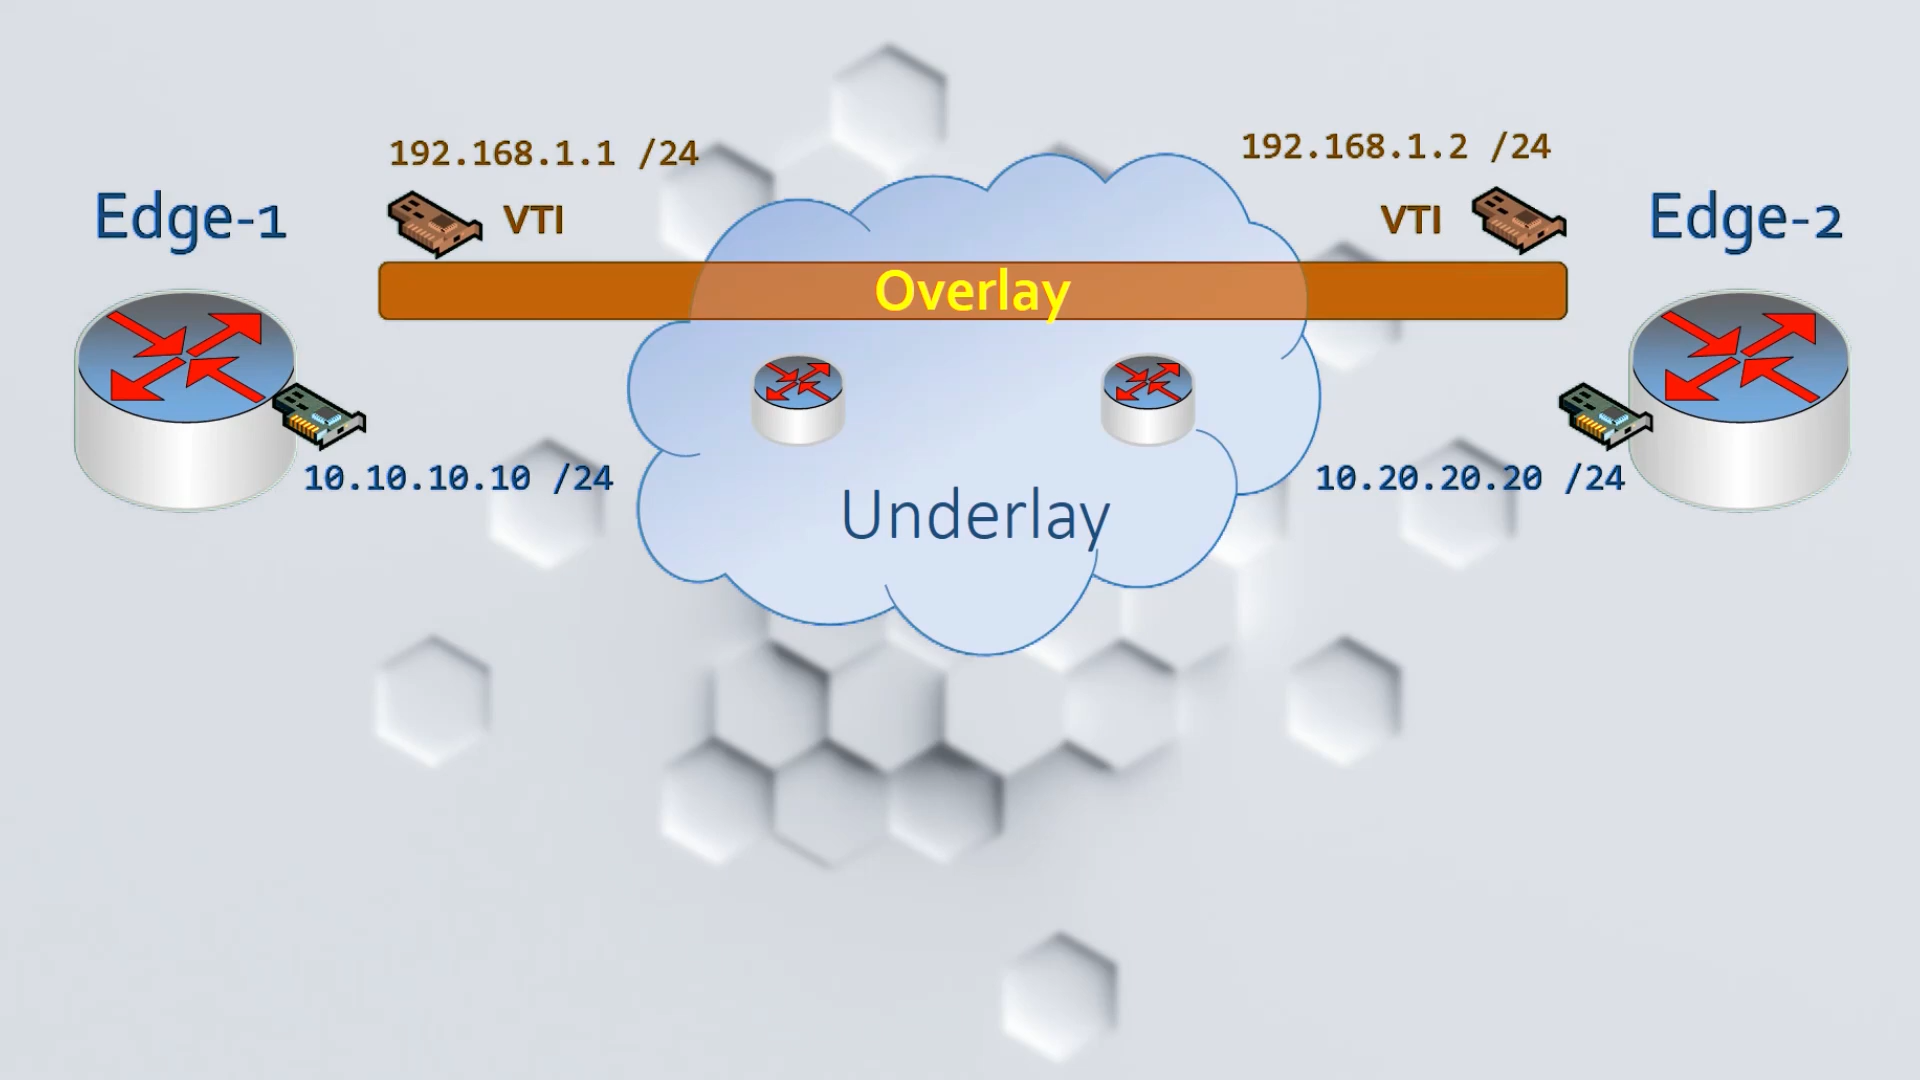 192.168.1.1 /24
192.168.1.2 /24
Edge-1
VTI
VTI
Edge-2
Overlay
10.10.10.10 /24
10.20.20.20 /24
Underlay